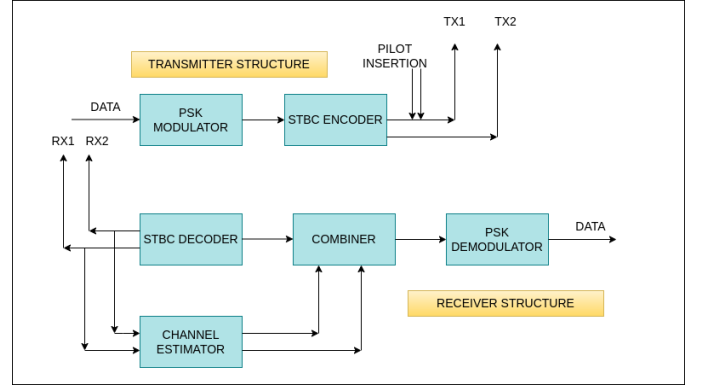 TX1
TX2
PILOT
INSERTION
TRANSMITTER STRUCTURE
DATA
PSK
MODULATOR
STBC ENCODER
RX1
RX2
STBC DECODER
COMBINER
PSK
DEMODULATOR
DATA
RECEIVER STRUCTURE
CHANNEL
ESTIMATOR